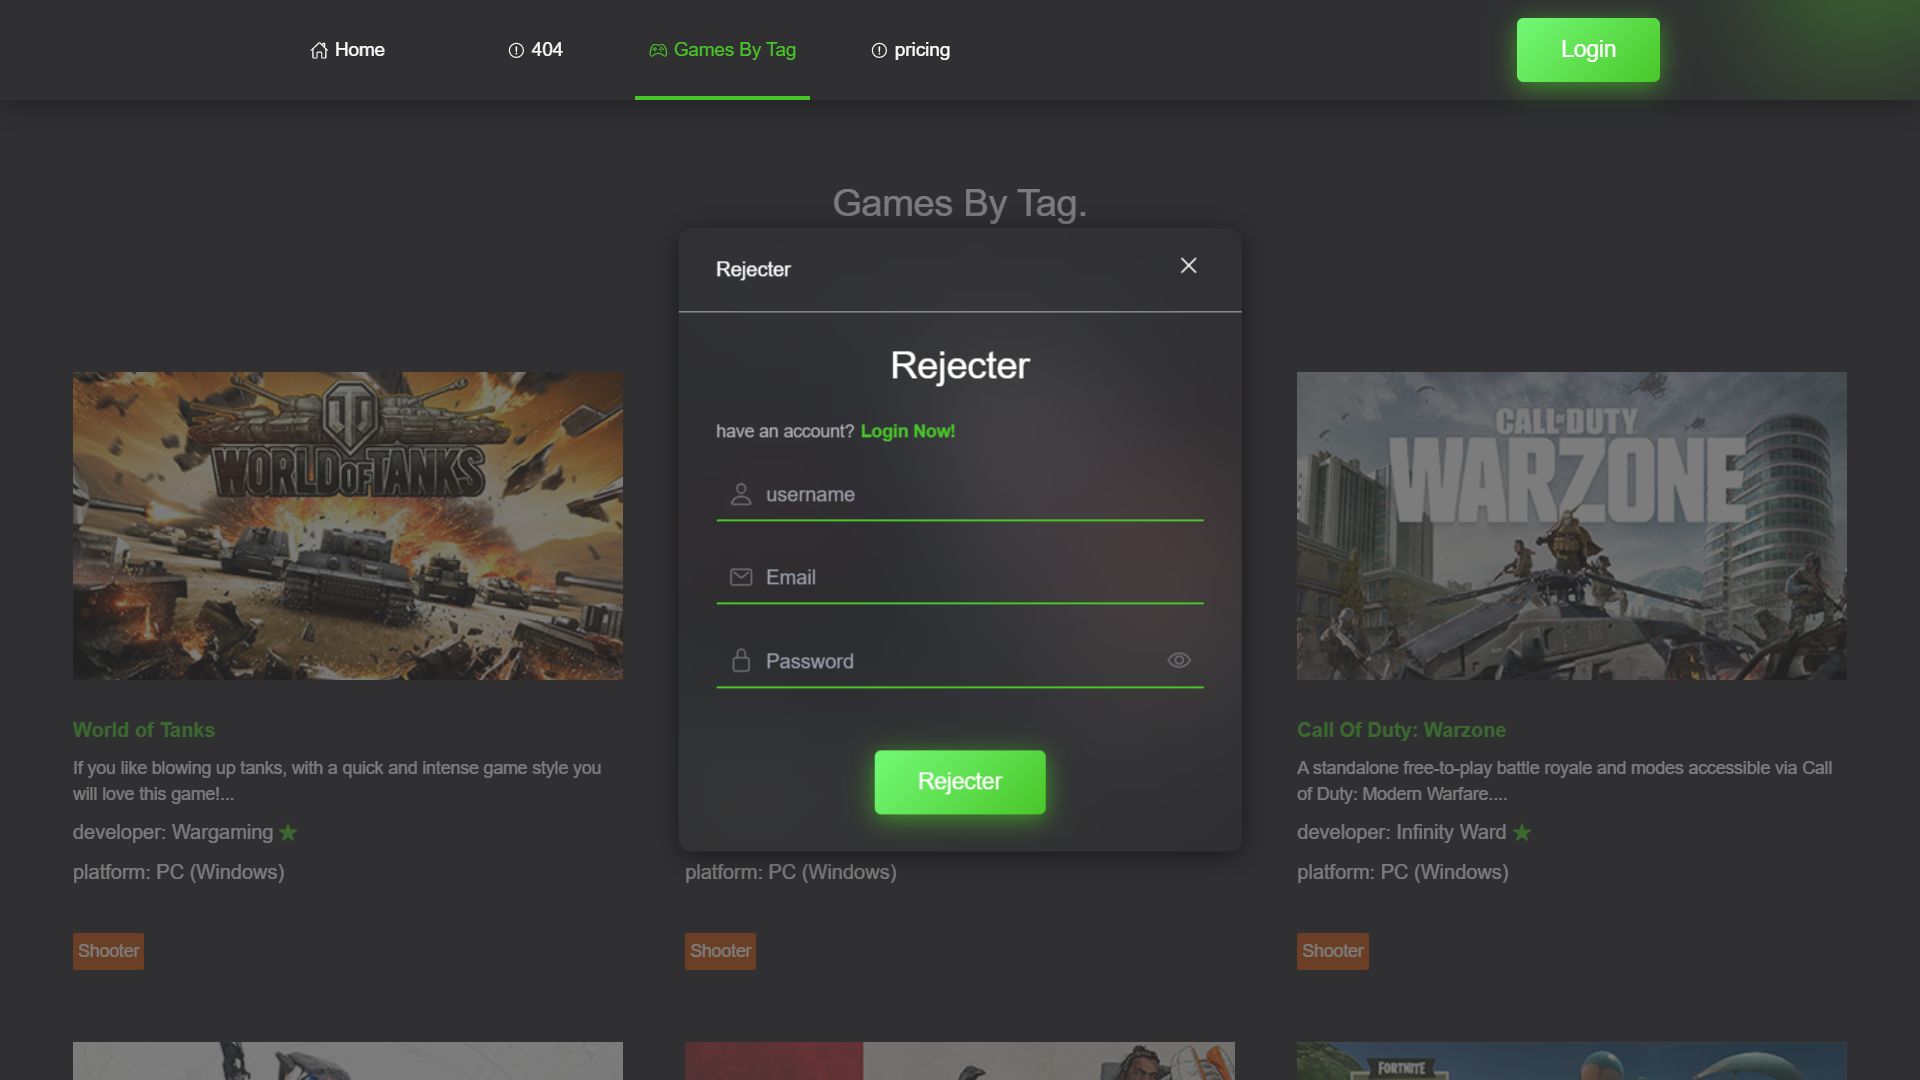 Home
404
Games By Tag
pricing
Login
Games By Tag.
Rejecter
Rejecter
have an account? Login Now!
username
Email
Password
Rejecter
WORLD OF TANKS
CALL OF DUTY
WARZONE
World of Tanks
If you like blowing up tanks, with a quick and intense game style you
will love this game!...
developer: Wargaming
platform: PC (Windows)
Shooter
platform: PC (Windows)
Shooter
Call Of Duty: Warzone
A standalone free-to-play battle royale and modes accessible via Call
of Duty: Modern Warfare....
developer: Infinity Ward
platform: PC (Windows)
Shooter
FORTNITE